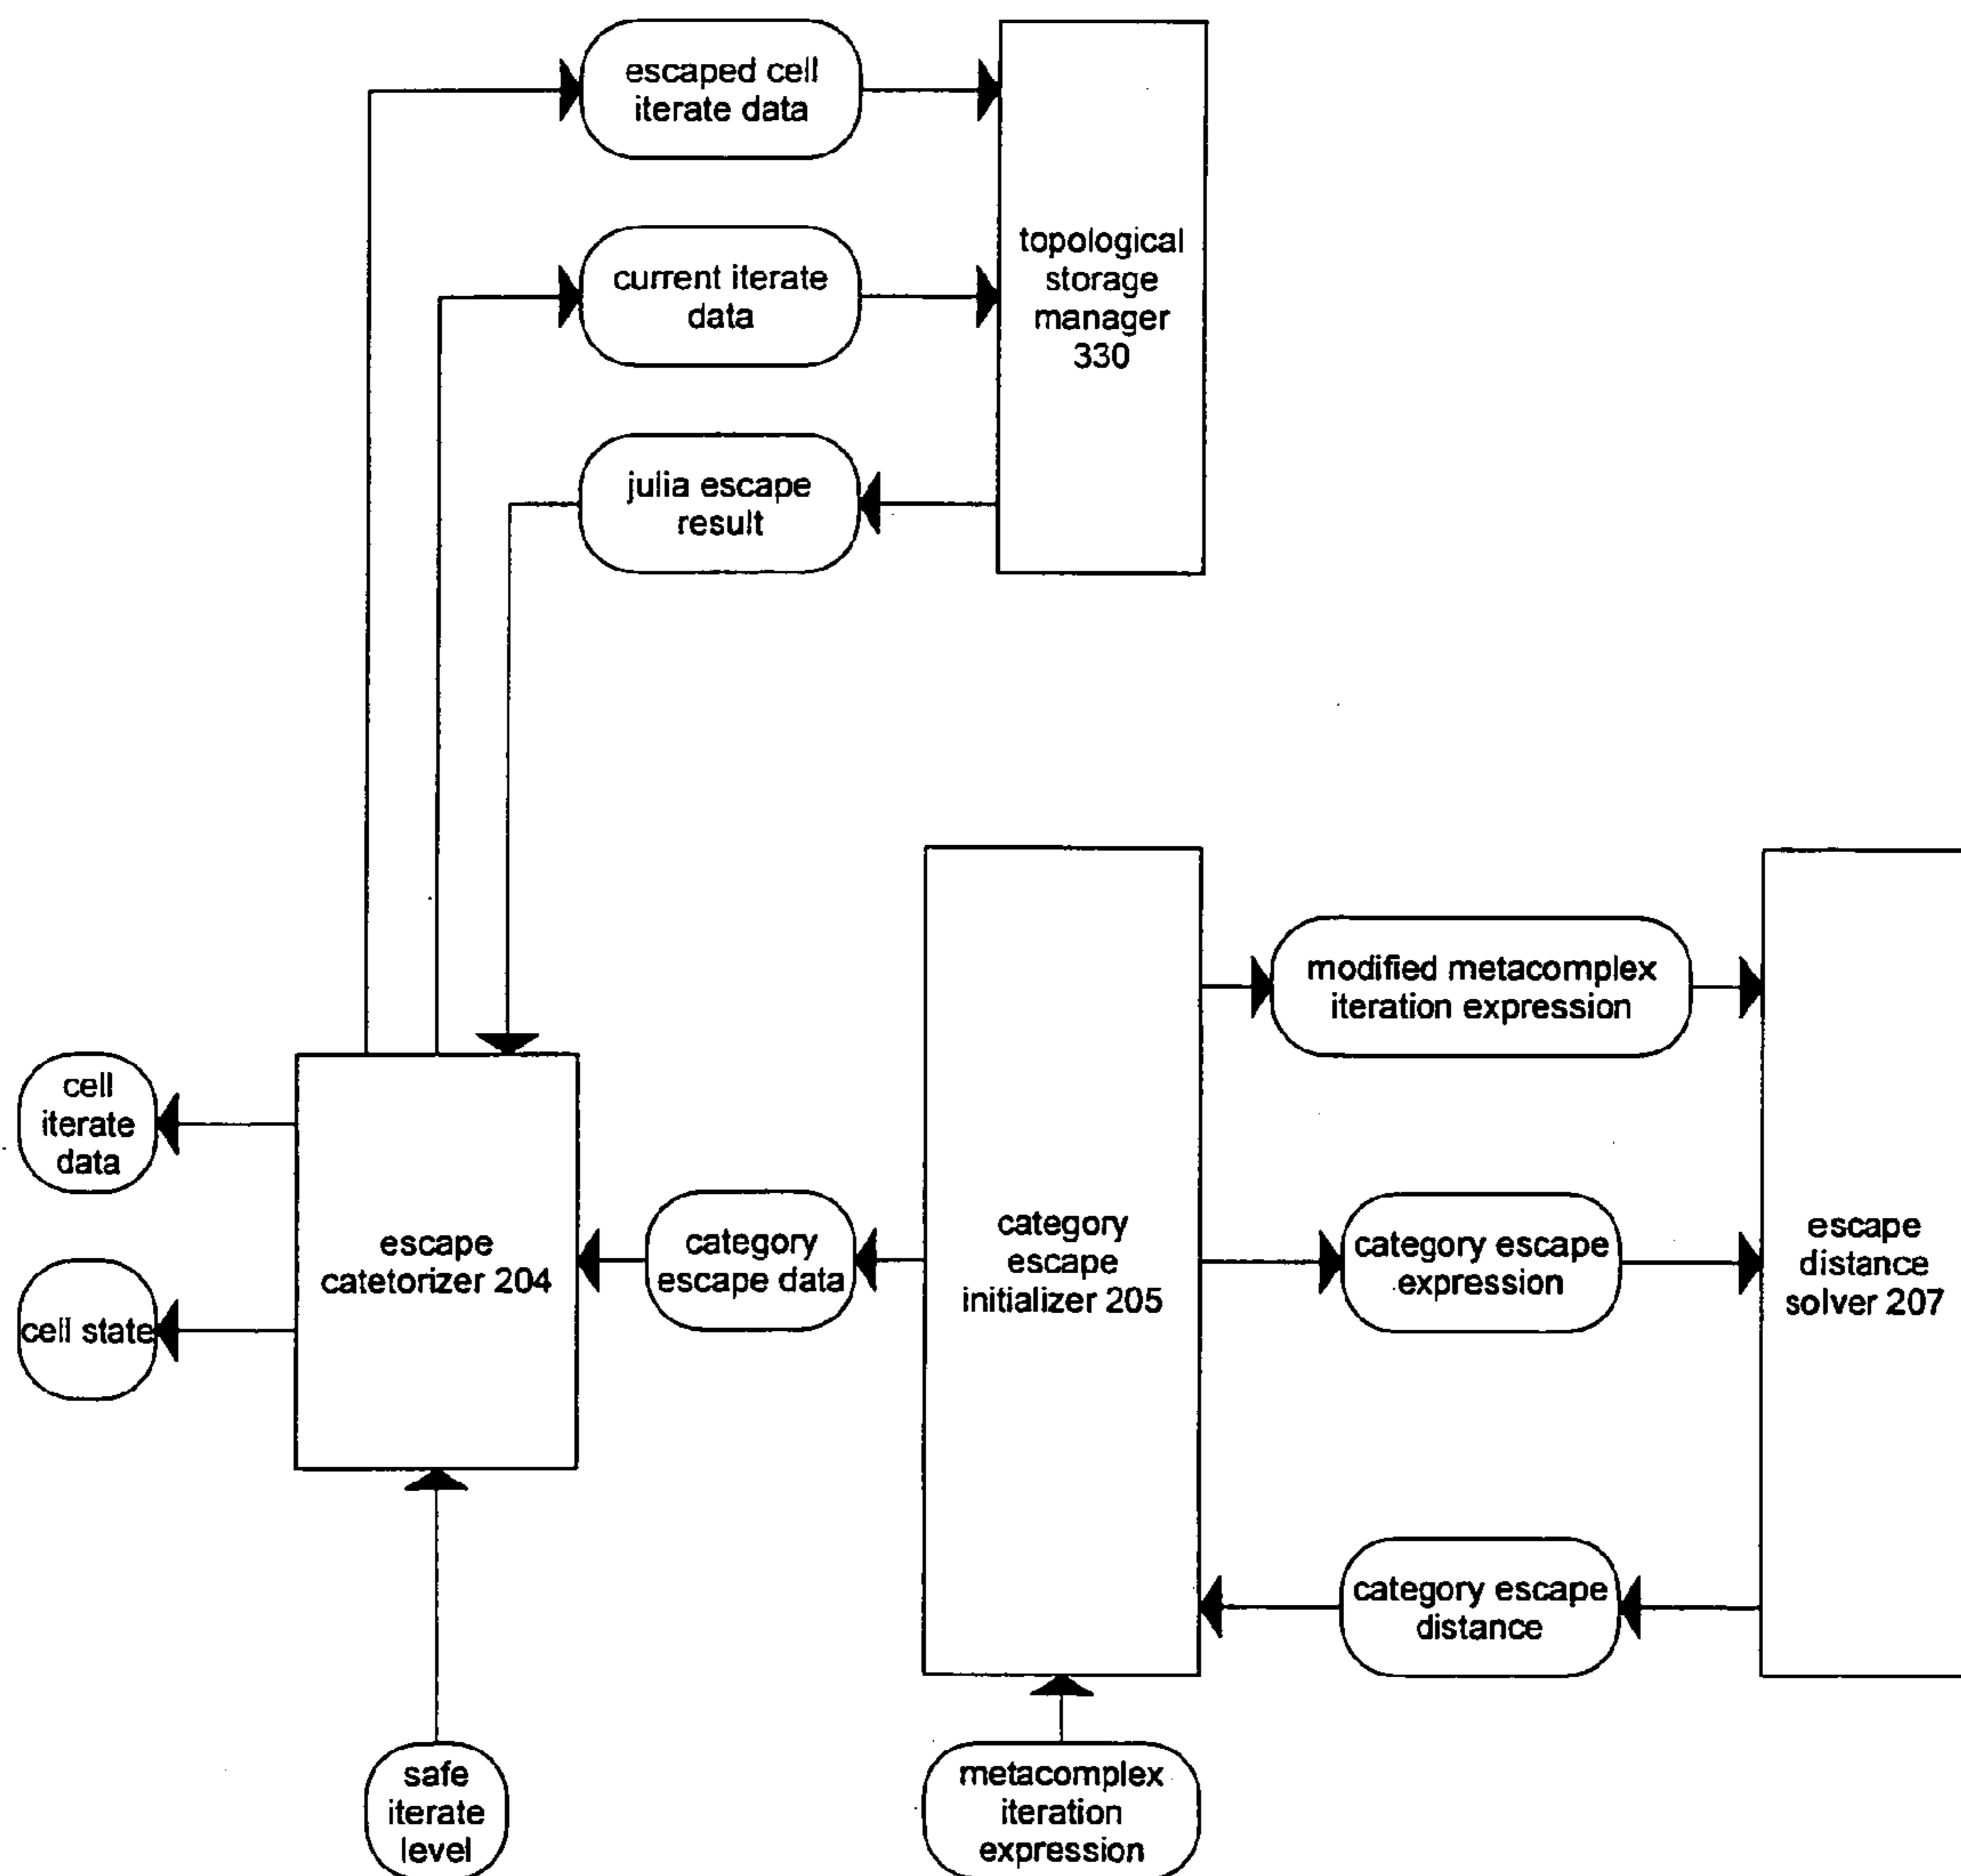 escaped cell
iterate data
topological
storage
manager
330
current iterate
data
julia escape
result
modified metacomplex
iteration expression
cell
iterate
data
escape
catetorizer 204
category
escape data
category
escape
initializer 205
category escape
expression
escape
distance
solver 207
cell state
category escape
distance
safe
iterate
level
metacomplex
iteration
expression